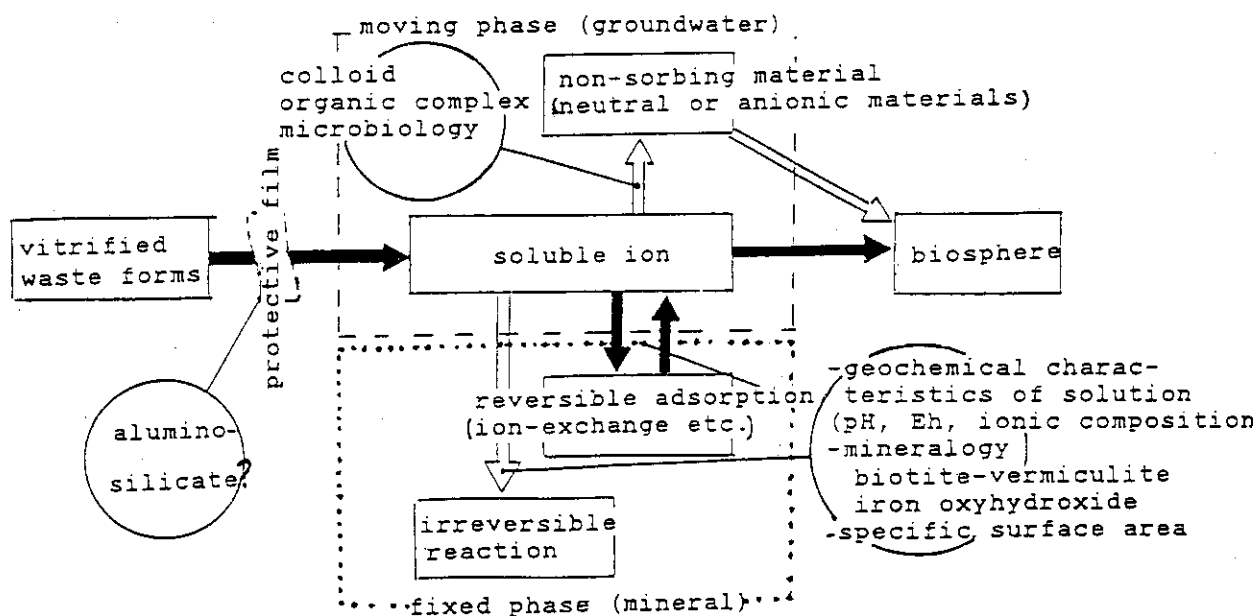 moving phase (groundwater)
colloid
organic complex
microbiology
non-sorbing material
(neutral or anionic materials)
protective film
vitrified
waste forms
soluble ion
biosphere
reversible adsorption
(ion-exchange etc.)
-geochemical charac-
teristics of solution
(pH, Eh, ionic composition)
-mineralogy
biotite-vermiculite
iron oxyhydroxide
-specific surface area
alumino-
silicate?
irreversible
reaction
fixed phase (mineral)